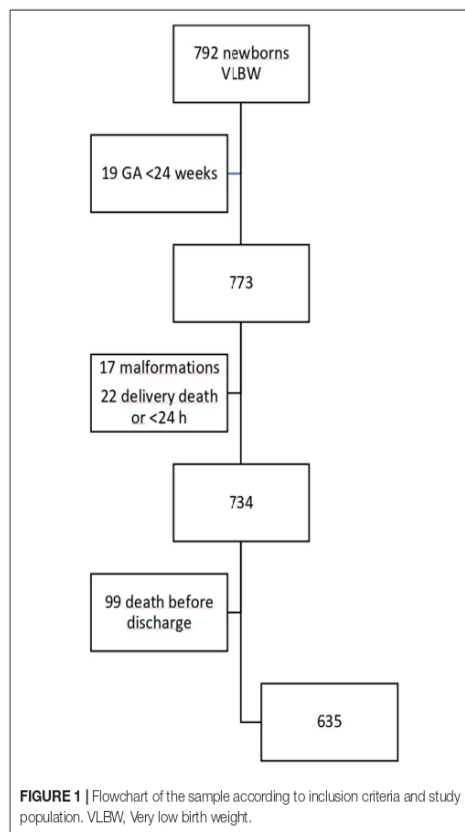 792 newborns
VLBW
19 GA <24 weeks
773
17 malformations
22 delivery death
or <24 h
734
99 death before
discharge
635
FIGURE 1 | Flowchart of the sample according to inclusion criteria and study
population. VLBW, Very low birth weight.